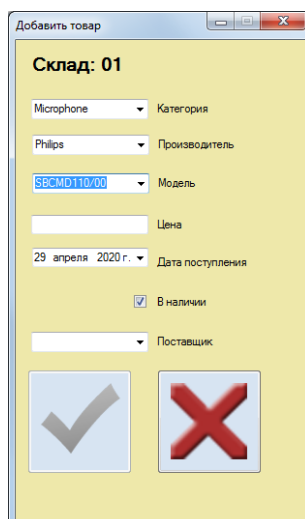 Добавить товар
Склад: 01
Microphone Категория
Philips Производитель
SBCMD110/00 Модель
Цена
29 апреля 2020 г. Дата поступления
В наличии
Поставщик